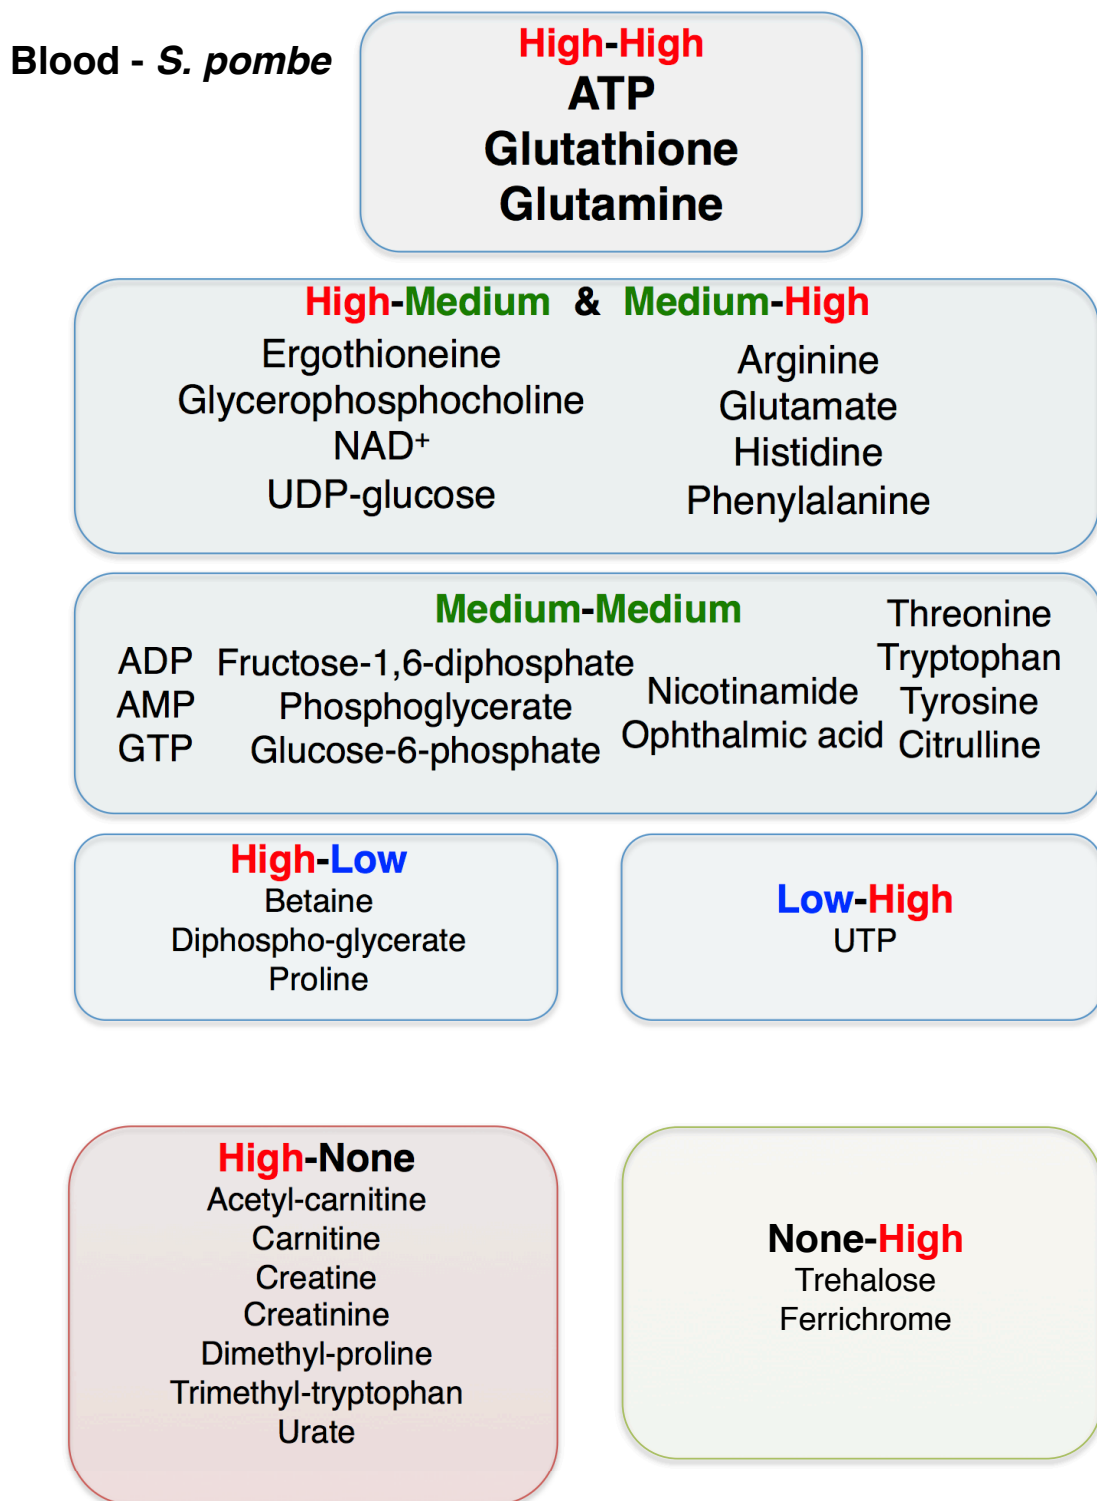 Blood - S. pombe
High-High
ATP
Glutathione
Glutamine
High-Medium & Medium-High
Ergothioneine
Glycerophosphocholine
NAD⁺
UDP-glucose
Arginine
Glutamate
Histidine
Phenylalanine
Medium-Medium
ADP
AMP
GTP
Fructose-1,6-diphosphate
Phosphoglycerate
Glucose-6-phosphate
Nicotinamide
Ophthalmic acid
Threonine
Tryptophan
Tyrosine
Citrulline
High-Low
Betaine
Diphospho-glycerate
Proline
Low-High
UTP
High-None
Acetyl-carnitine
Carnitine
Creatine
Creatinine
Dimethyl-proline
Trimethyl-tryptophan
Urate
None-High
Trehalose
Ferrichrome